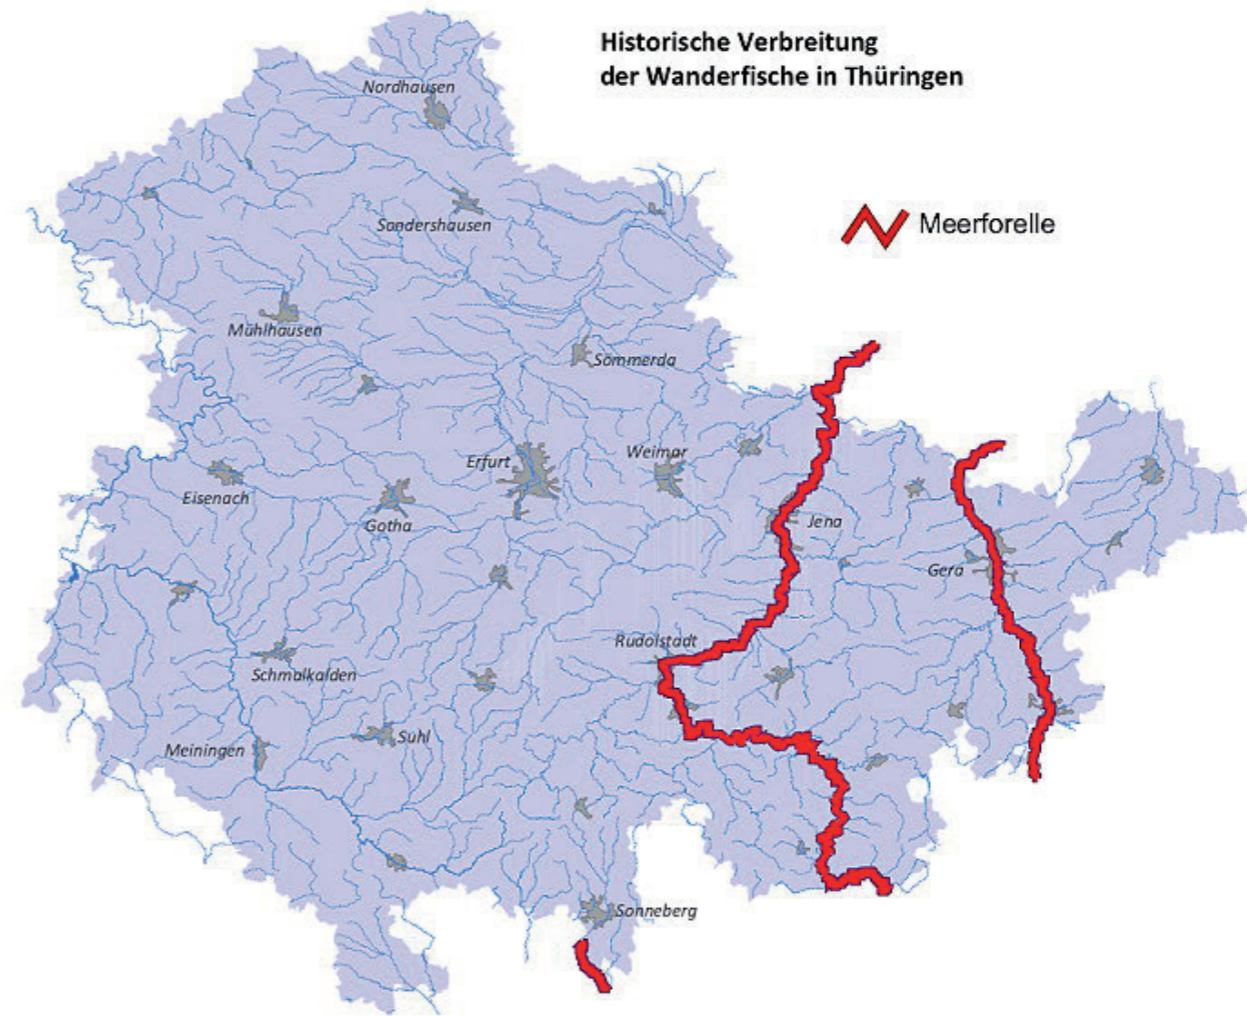 Historische Verbreitung
der Wanderfische in Thüringen
Nordhausen
Meerforelle
Sondershausen
Mühlhausen
Sömmerda
Erfurt
Weimar
Eisenach
Gotha
Jena
Gera
Rudolstadt
Schmalkalden
Suhl
Meiningen
Sonneberg